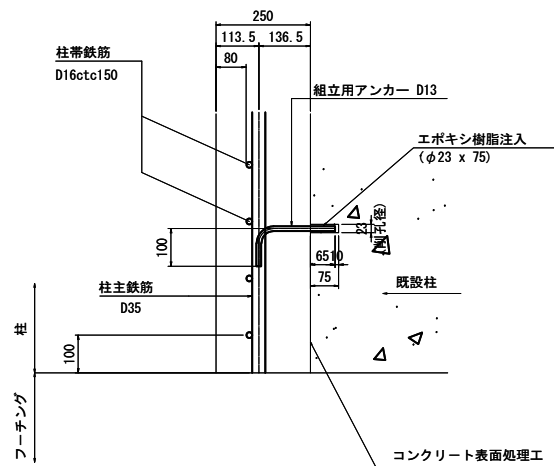 250
113.5
136.5
80
柱帯鉄筋
D16ctc150
組立用アンカー D13
エポキシ樹脂注入
(φ23 x 75)
100
23
(削孔径)
65
10
75
柱主鉄筋
D35
既設柱
柱
100
フーチング
コンクリート表面処理工